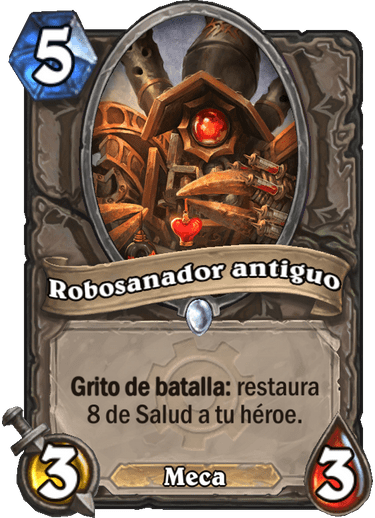 5
Robosanador antiguo
Grito de batalla: restaura
8 de Salud a tu héroe.
3
Meca
3